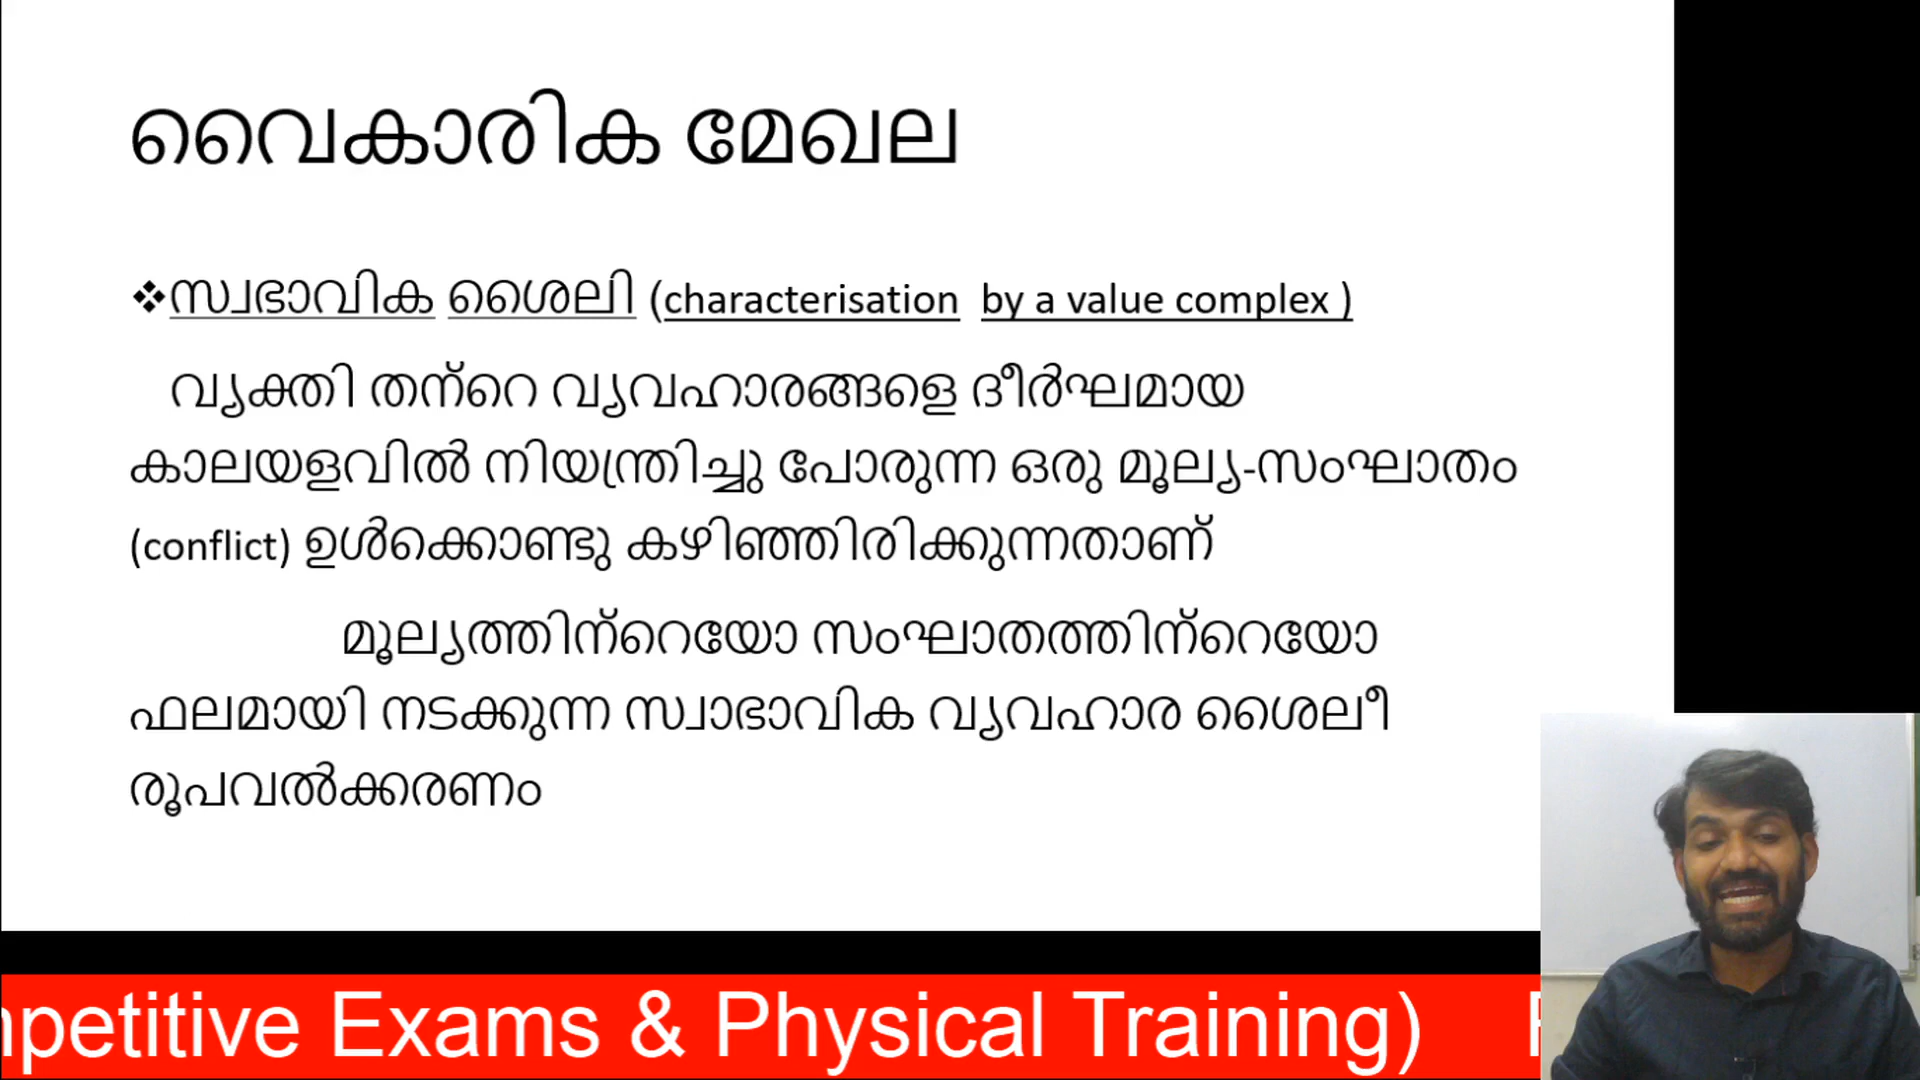 വൈകാരിക മേഖല
❖സ്വഭാവിക ശൈലി (characterisation by a value complex )
വ്യക്തി തന്റെ വ്യവഹാരങ്ങളെ ദീർഘമായ
കാലയളവിൽ നിയന്ത്രിച്ചു പോരുന്ന ഒരു മൂല്യ-സംഘാതം
(conflict) ഉൾക്കൊണ്ടു കഴിഞ്ഞിരിക്കുന്നതാണ്
മൂല്യത്തിന്റെയോ സംഘാതത്തിന്റെയോ
ഫലമായി നടക്കുന്ന സ്വാഭാവിക വ്യവഹാര ശൈലീ
രൂപവൽക്കരണം
mpetitive Exams & Physical Training)